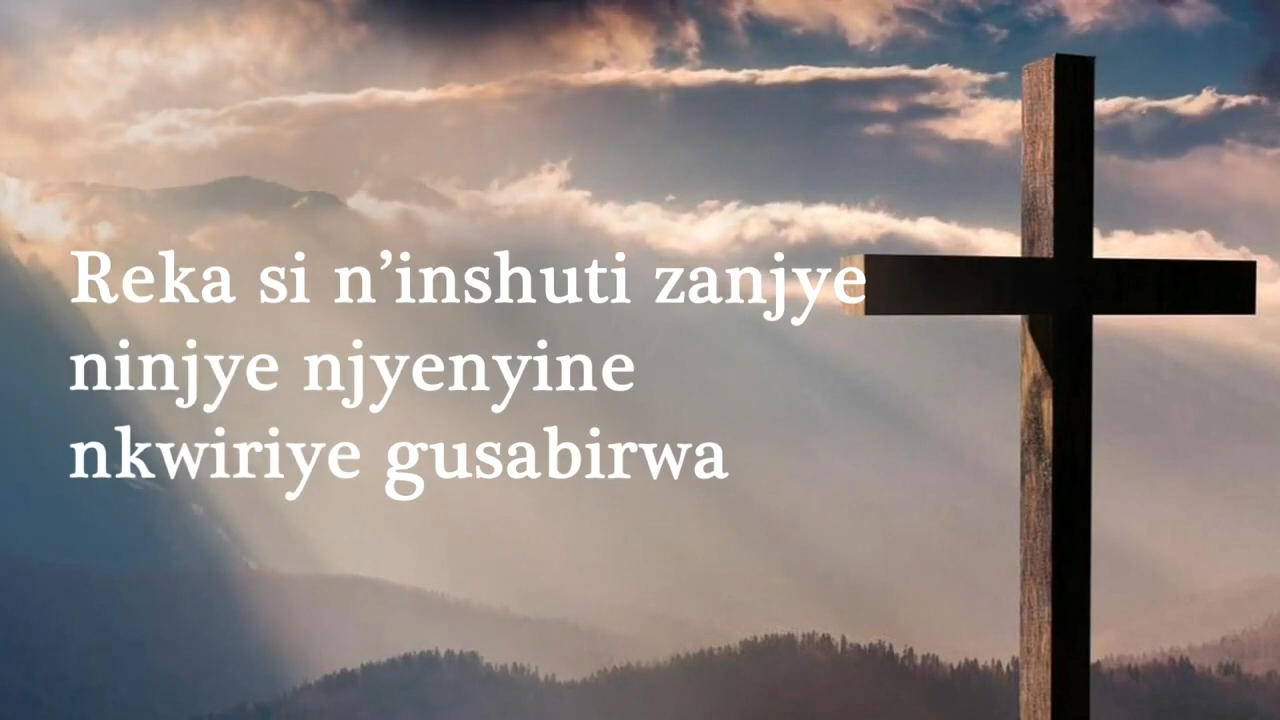 Reka si n’inshuti zanjye
ninjye njyenyine
nkwiriye gusabirwa